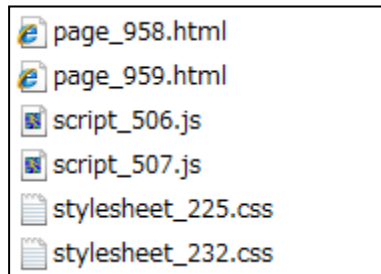 page_958.html
page_959.html
script_506.js
script_507.js
stylesheet_225.css
stylesheet_232.css